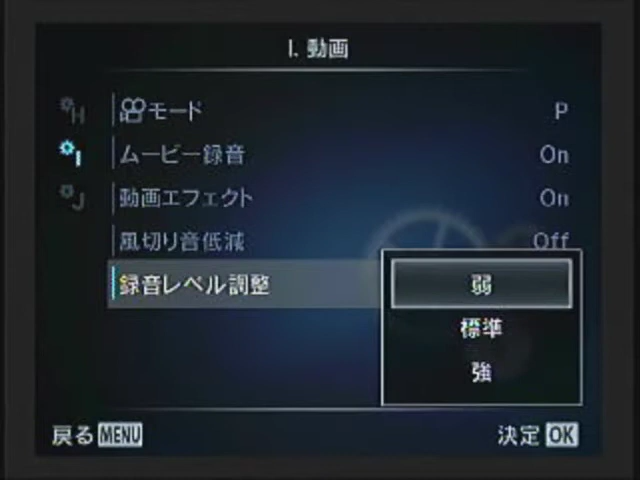 I. 動画
H モード P
I ムービー録音 On
J 動画エフェクト On
風切り音低減 Off
録音レベル調整 弱
標準
強
戻る MENU 決定 OK